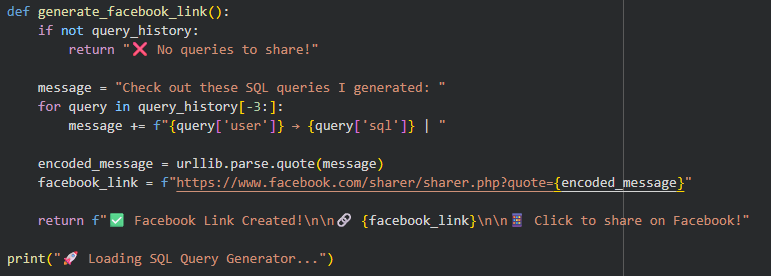 def generate_facebook_link():
    if not query_history:
        return "❌ No queries to share!"

    message = "Check out these SQL queries I generated: "
    for query in query_history[-3:]:
        message += f"{query['user']} → {query['sql']} | "

    encoded_message = urllib.parse.quote(message)
    facebook_link = f"https://www.facebook.com/sharer/sharer.php?quote={encoded_message}"

    return f"✅ Facebook Link Created!\n\n🔗 {facebook_link}\n\n📱 Click to share on Facebook!"

print("🚀 Loading SQL Query Generator...")